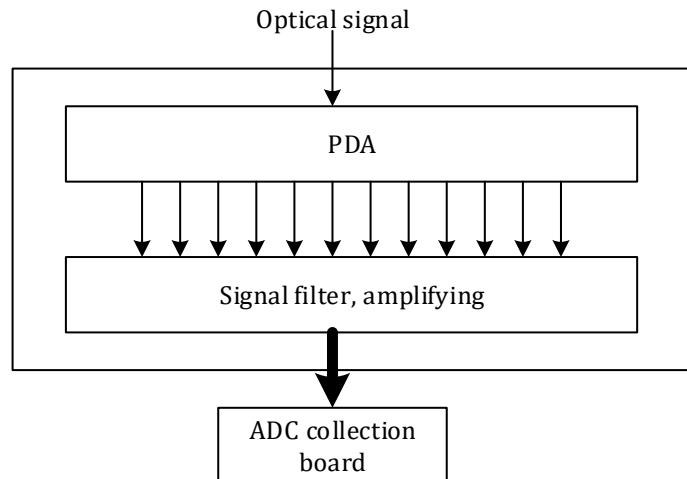 Optical signal
PDA
Signal filter, amplifying
ADC collection
board